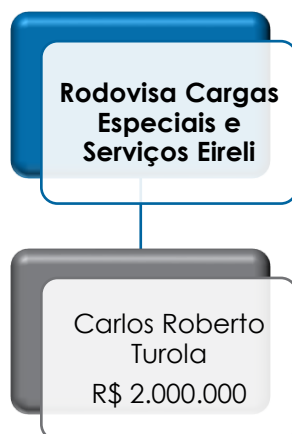 Rodovisa Cargas
Especiais e
Serviços Eireli
Carlos Roberto
Turola
R$ 2.000.000